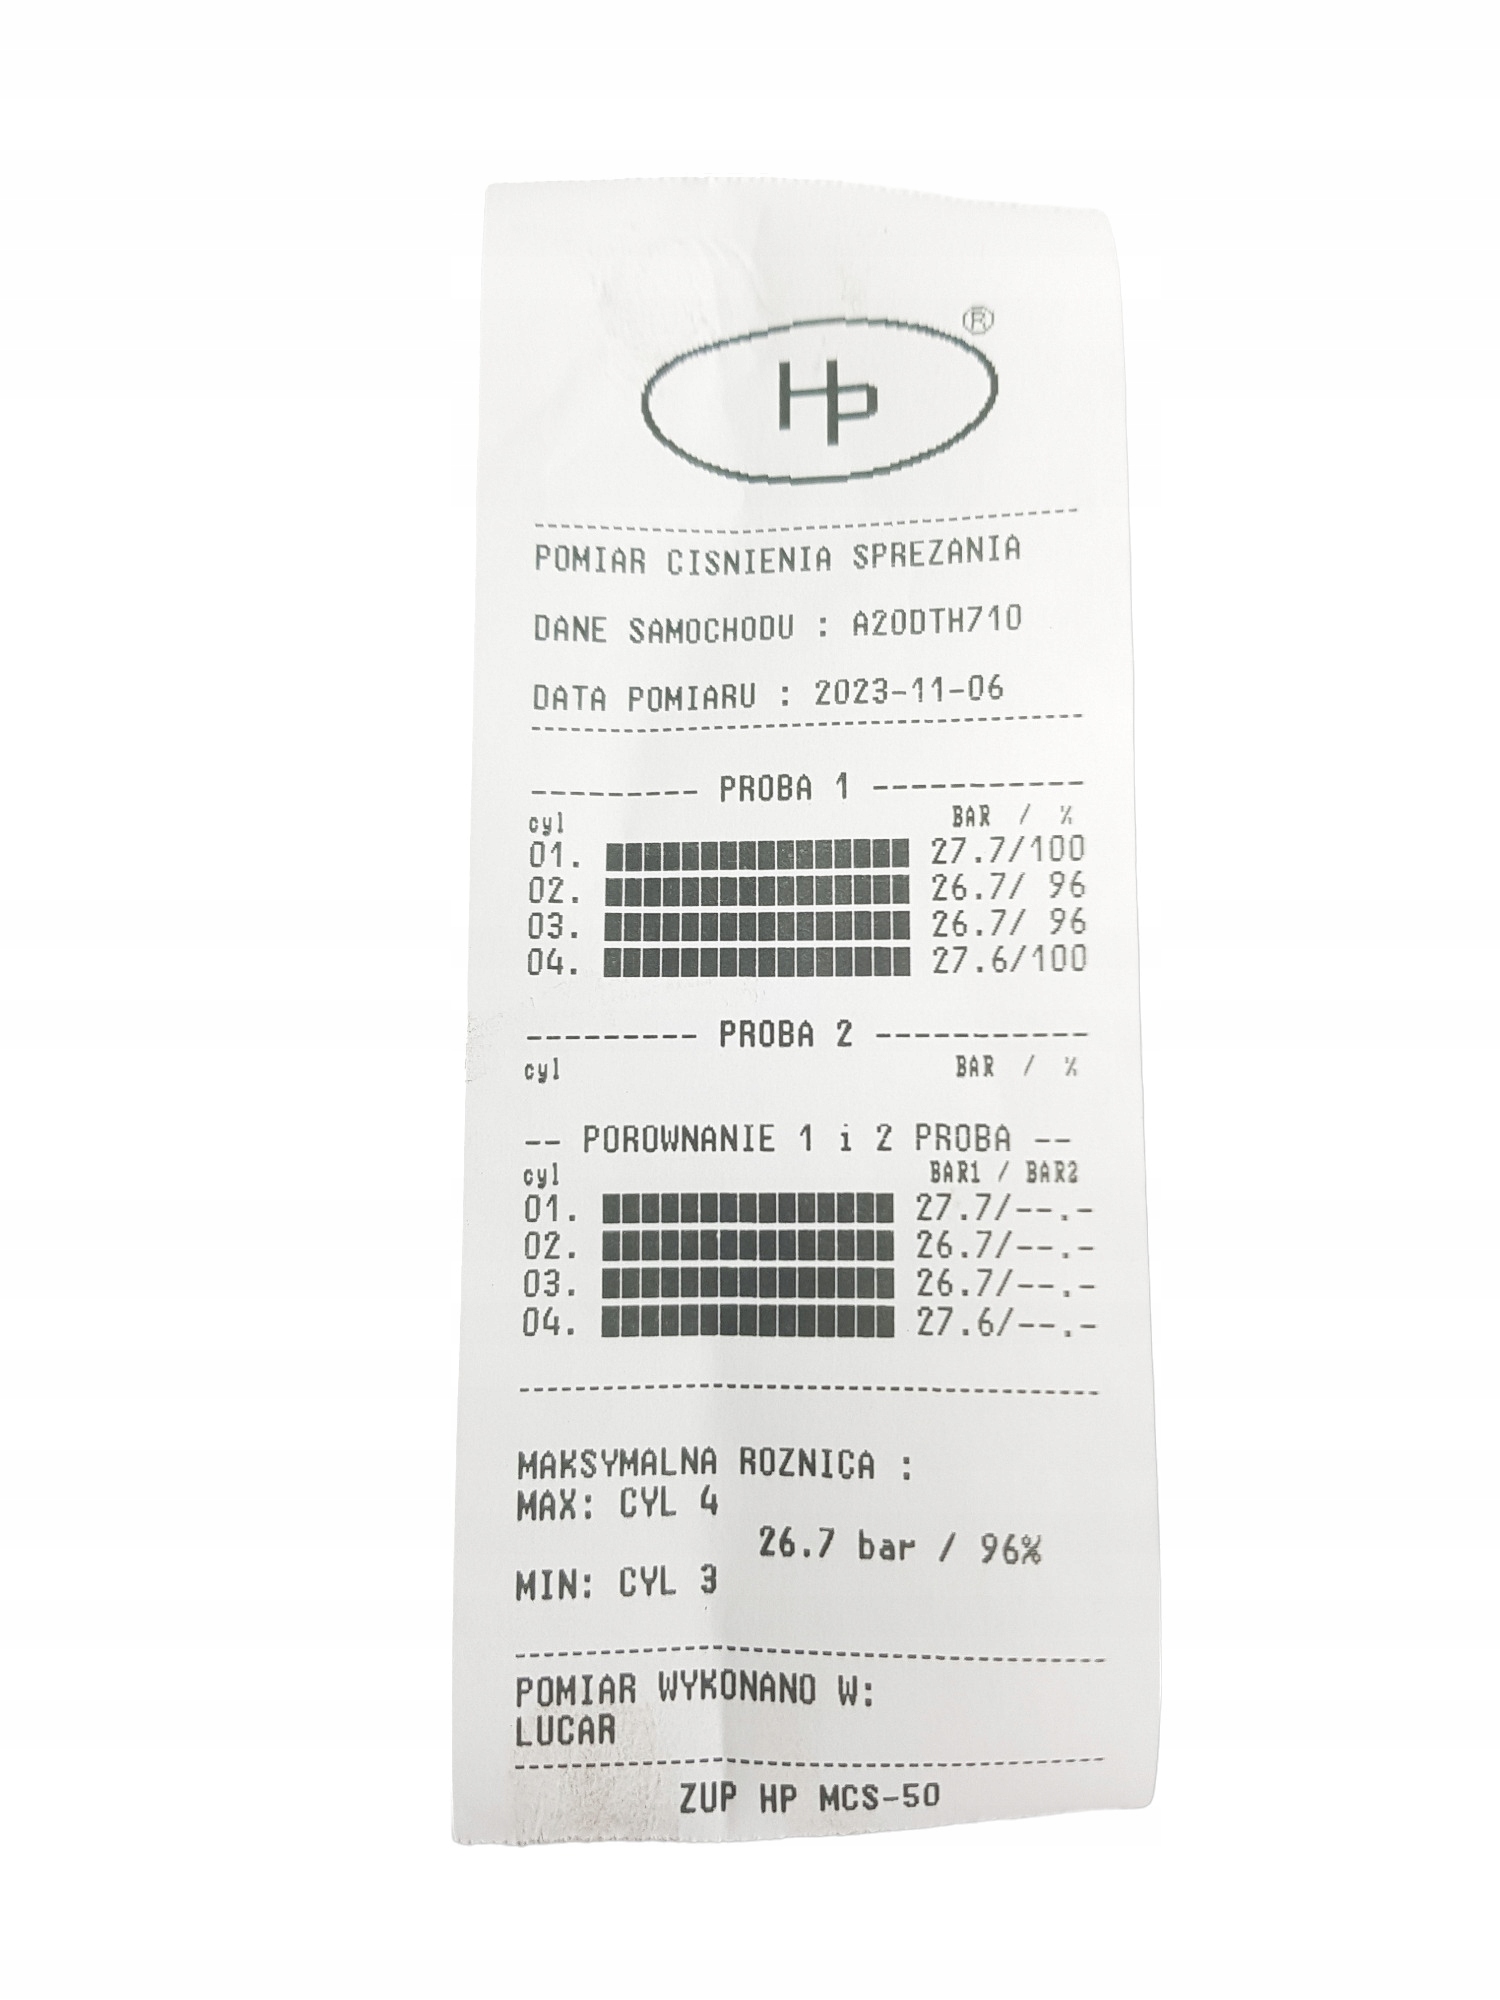 Hp ®
POMIAR CISNIENIA SPREZANIA
DANE SAMOCHODU : A20DTH710
DATA POMIARU : 2023-11-06
--------- PROBA 1 -----------
cyl BAR / %
01. 27.7/100
02. 26.7/ 96
03. 26.7/ 96
04. 27.6/100
--------- PROBA 2 -----------
cyl BAR / %
-- POROWNANIE 1 i 2 PROBA --
cyl BAR1 / BAR2
01. 27.7/--.-
02. 26.7/--.-
03. 26.7/--.-
04. 27.6/--.-
MAKSYMALNA ROZNICA :
MAX: CYL 4
26.7 bar / 96%
MIN: CYL 3
POMIAR WYKONANO W:
LUCAR
ZUP HP MCS-50